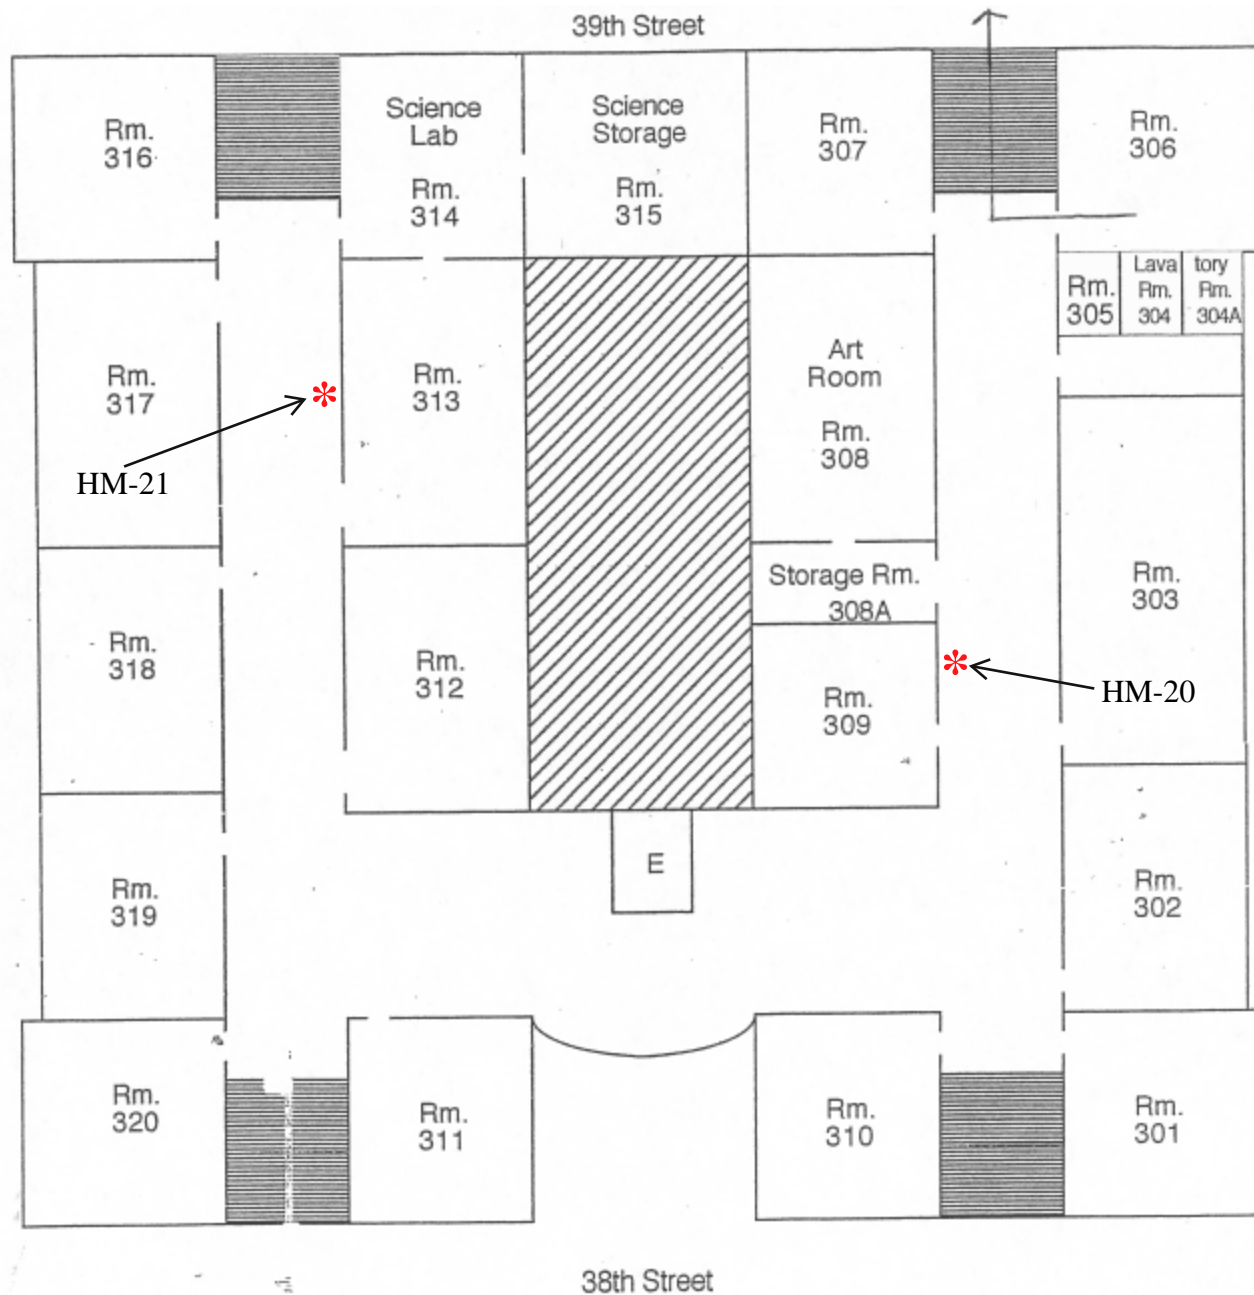 39th Street
Rm.
316
Science
Lab
Rm.
314
Science
Storage
Rm.
315
Rm.
307
Rm.
306
Rm.
305
Lava
Rm.
304
tory
Rm.
304A
Rm.
317
Rm.
313
Art
Room
Rm.
308
HM-21
Storage Rm.
308A
Rm.
303
Rm.
318
Rm.
312
Rm.
309
HM-20
E
Rm.
319
Rm.
302
Rm.
320
Rm.
311
Rm.
310
Rm.
301
38th Street